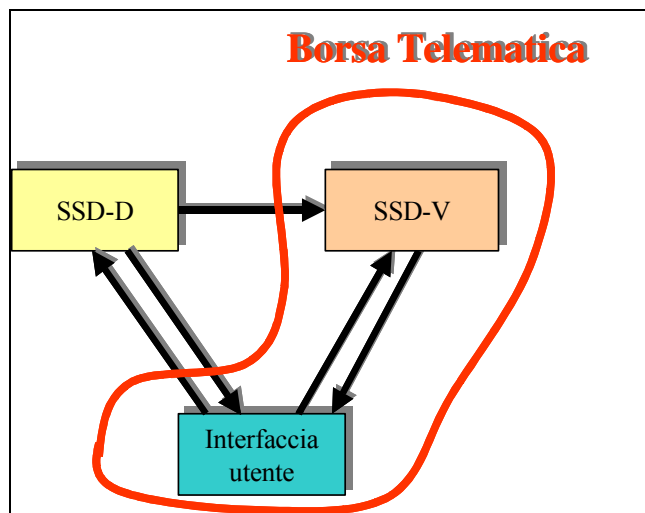 Borsa Telematica
SSD-D
SSD-V
Interfaccia
utente